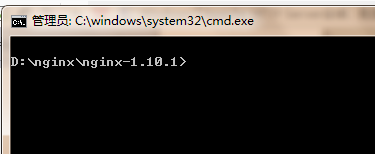 管理员: C:\windows\system32\cmd.exe
D:\nginx\nginx-1.10.1>